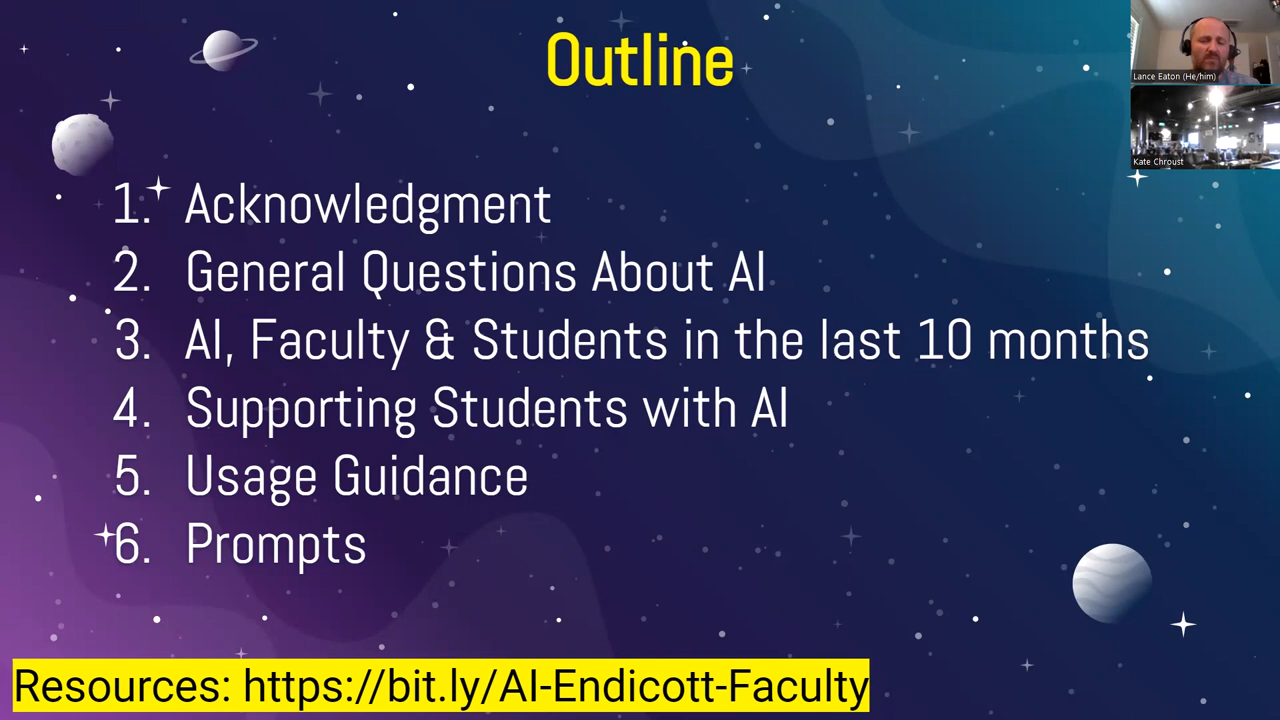 Outline
Lance Eaton (He/him)
Kate Chroust
1. Acknowledgment
2. General Questions About AI
3. AI, Faculty & Students in the last 10 months
4. Supporting Students with AI
5. Usage Guidance
6. Prompts
Resources: https://bit.ly/AI-Endicott-Faculty